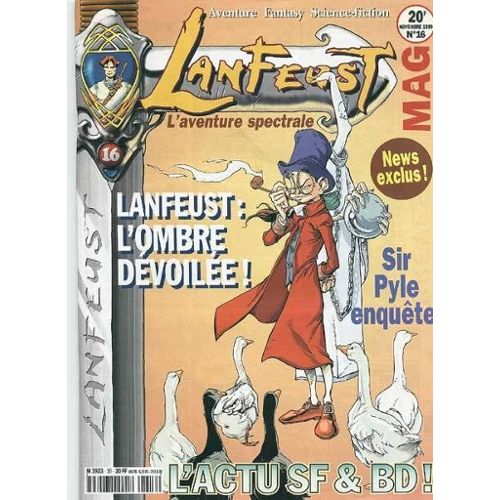 Aventure Fantasy Science-fiction
LANFEUST
MAG
20F
NOVEMBRE 1999
N°16
L'aventure spectrale
16
News
exclus !
LANFEUST :
L'OMBRE
DÉVOILÉE !
Sir
Pyle
enquête
LANFEUST
L'ACTU SF & BD !